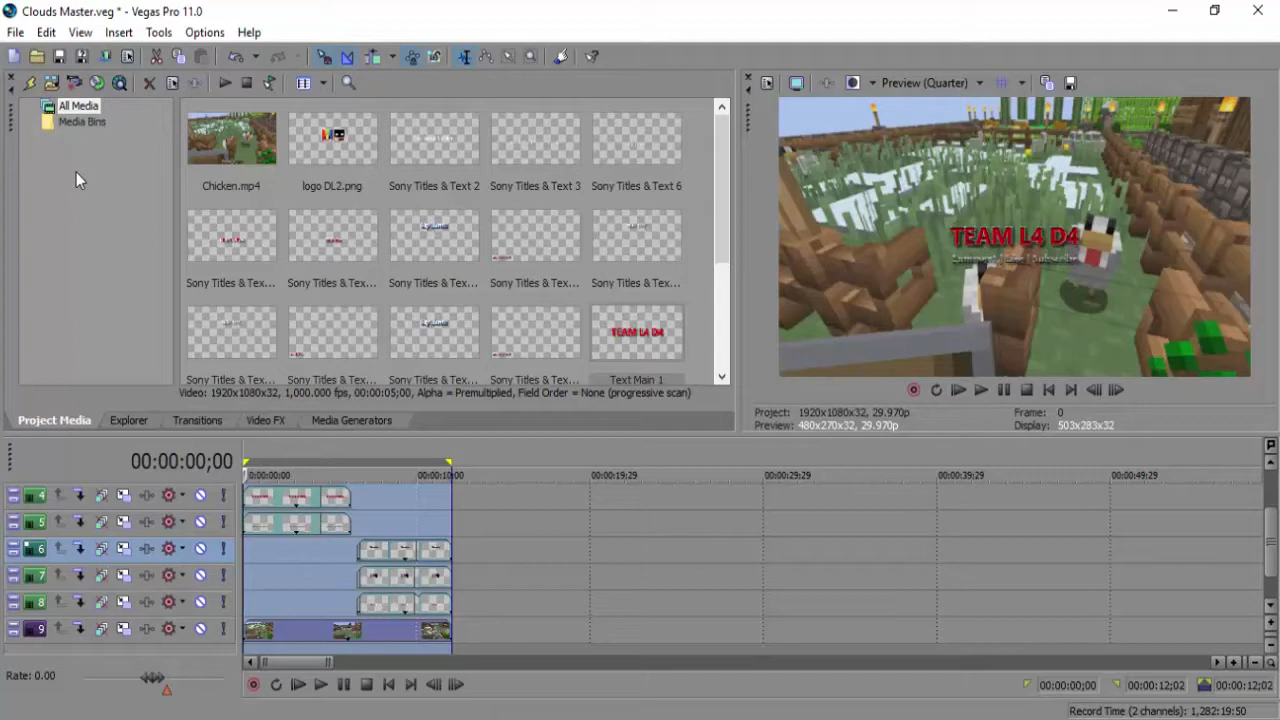 Clouds Master.veg * - Vegas Pro 11.0
File Edit View Insert Tools Options Help
All Media
Media Bins
Chicken.mp4 logo DL2.png Sony Titles & Text 2 Sony Titles & Text 3 Sony Titles & Text 6
Sony Titles & Tex... Sony Titles & Tex... Sony Titles & Tex... Sony Titles & Tex... Sony Titles & Tex...
TEAM L4 D4
Sony Titles & Tex... Sony Titles & Tex... Sony Titles & Tex... Sony Titles & Tex... Text Main 1
Video: 1920x1080x32, 1,000.000 fps, 00:00:05;00, Alpha = Premultiplied, Field Order = None (progressive scan)
Project Media Explorer Transitions Video FX Media Generators
Preview (Quarter)
TEAM L4 D4
Project: 1920x1080x32, 29.970p Frame: 0
Preview: 480x270x32, 29.970p Display: 503x283x32
00:00:00;00
0:00:00:00 00:00:10;00 00:00:19;29 00:00:29;29 00:00:39;29 00:00:49;29
4
5
6
7
8
9
Rate: 0.00
00:00:00;00 00:00:12;02 00:00:12;02
Record Time (2 channels): 1,282:19:50